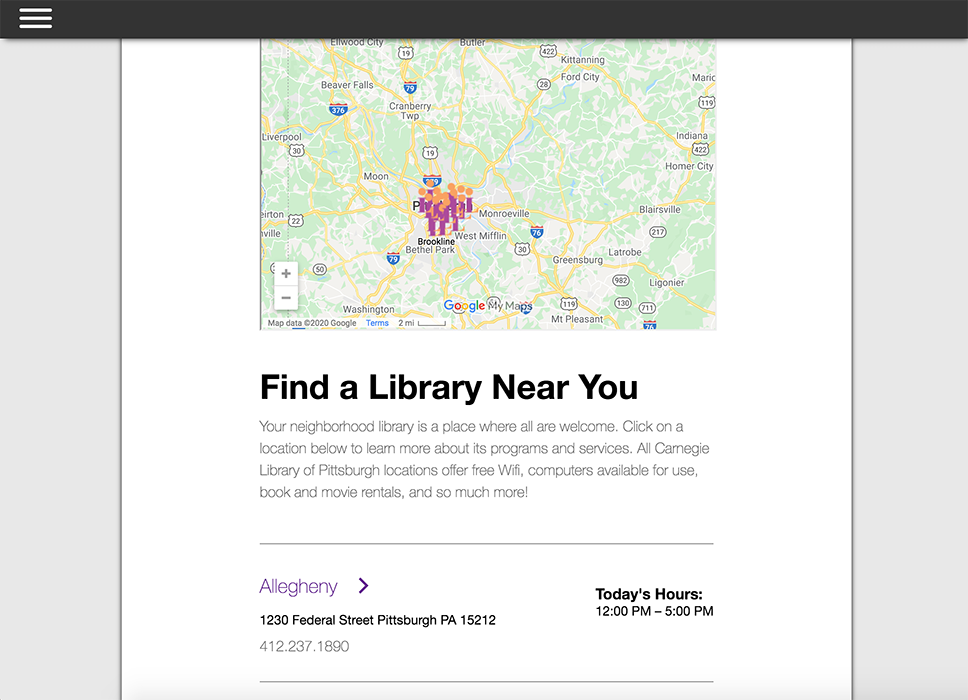 Ellwood City
Butler
19
422
Kittanning
Ford City
Beaver Falls
79
28
376
Cranberry
Twp
119
Indiana
Liverpool
30
19
422
Homer City
Moon
Monroeville
Blairsville
22
76
217
Brookline
West Mifflin
Bethel Park
30
Latrobe
79
Greensburg
50
982
Ligonier
+
−
Google My Maps
119
130
711
Washington
Mt Pleasant
76
Map data ©2020 Google
Terms
2 mi
Find a Library Near You
Your neighborhood library is a place where all are welcome. Click on a
location below to learn more about its programs and services. All Carnegie
Library of Pittsburgh locations offer free Wifi, computers available for use,
book and movie rentals, and so much more!
Allegheny
Today's Hours:
12:00 PM – 5:00 PM
1230 Federal Street Pittsburgh PA 15212
412.237.1890